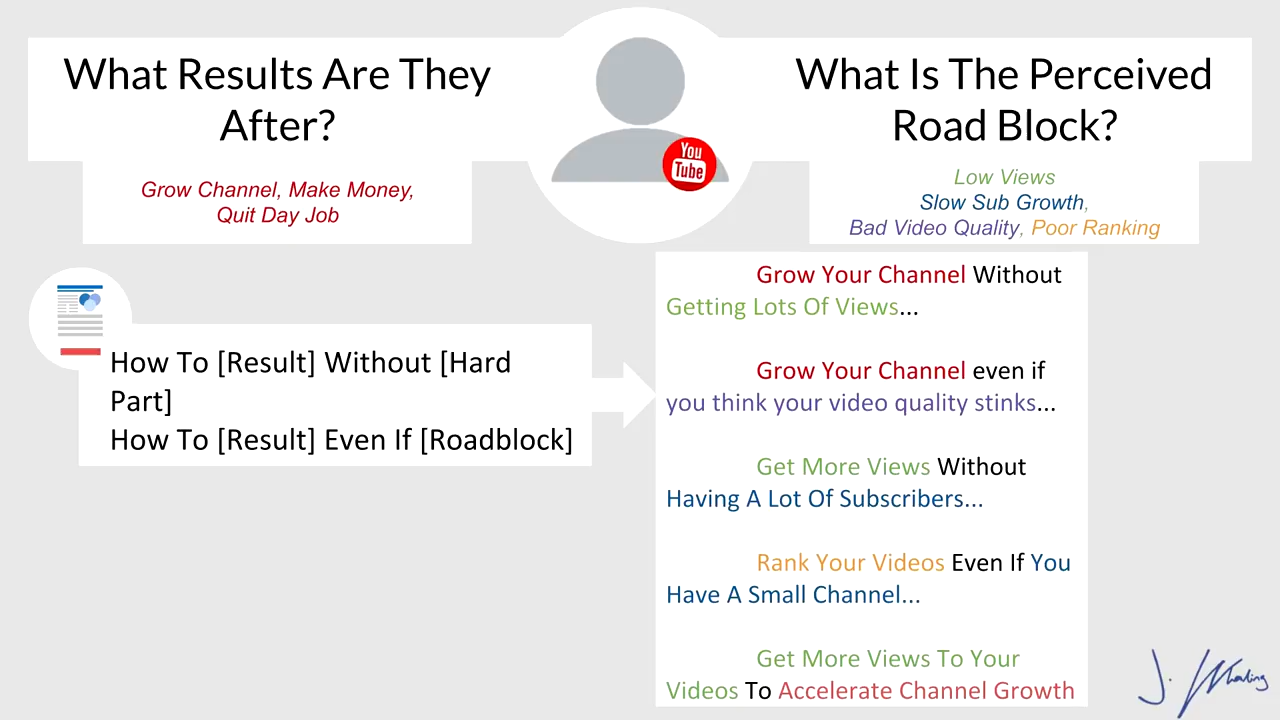 What Results Are They
After?
Grow Channel, Make Money,
Quit Day Job
You
Tube
What Is The Perceived
Road Block?
Low Views
Slow Sub Growth,
Bad Video Quality, Poor Ranking
How To [Result] Without [Hard
Part]
How To [Result] Even If [Roadblock]
Grow Your Channel Without
Getting Lots Of Views...
Grow Your Channel even if
you think your video quality stinks...
Get More Views Without
Having A Lot Of Subscribers...
Rank Your Videos Even If You
Have A Small Channel...
Get More Views To Your
Videos To Accelerate Channel Growth